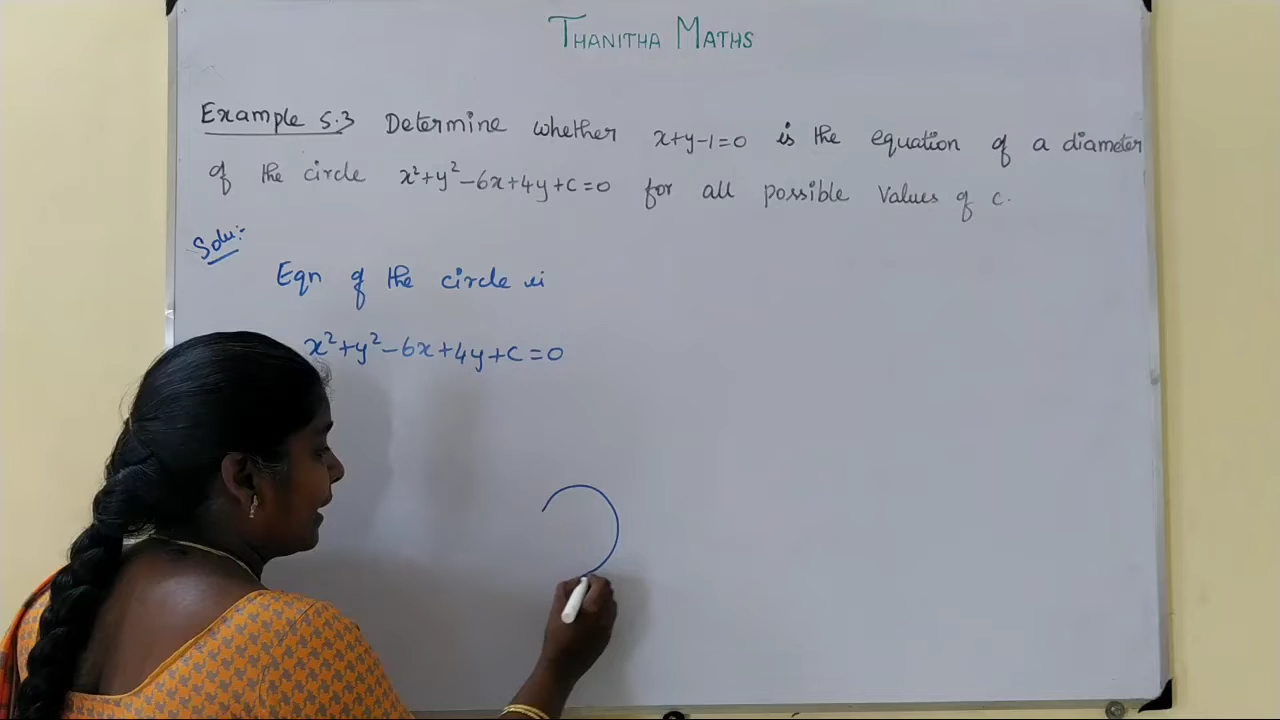 THANITHA MATHS
Example 5.3 Determine whether x+y-1=0 is the equation of a diameter
of the circle x²+y²-6x+4y+c=0 for all possible values of c.
Solu:-
Eqn of the circle is
x²+y²-6x+4y+c=0